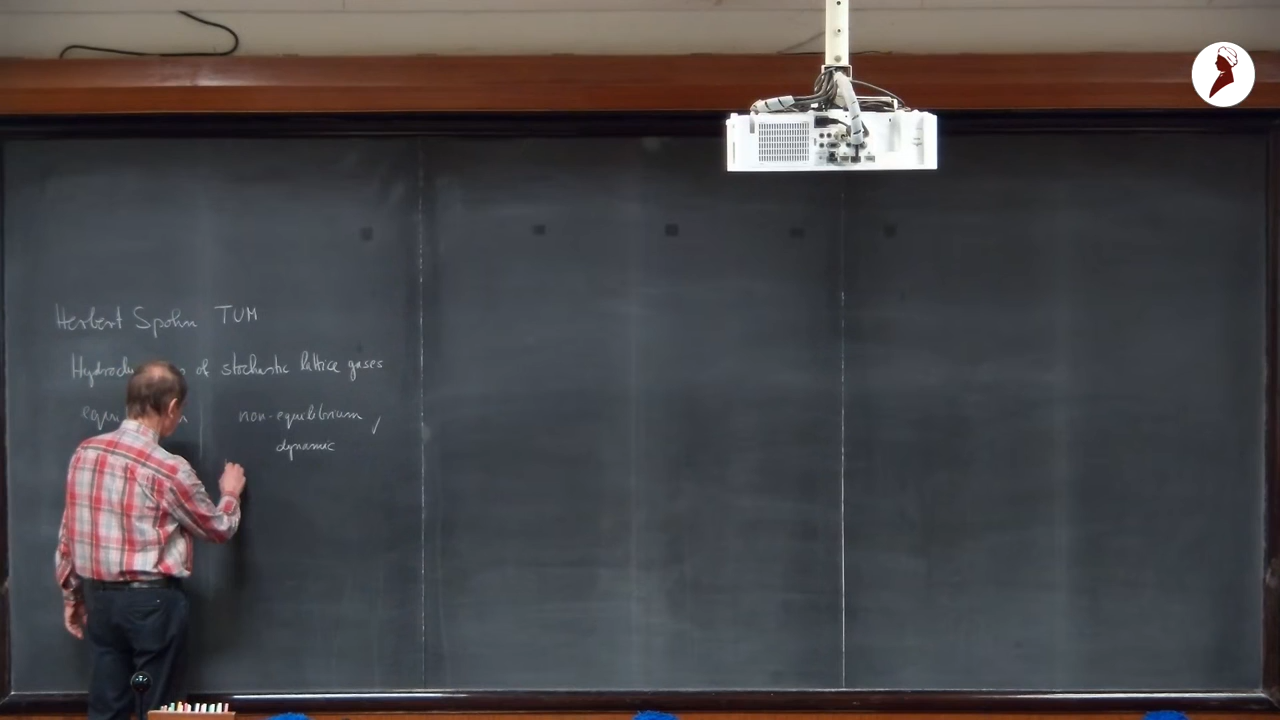 Herbert Spohn TUM
of stochastic lattice gases
non-equilibrium
dynamic